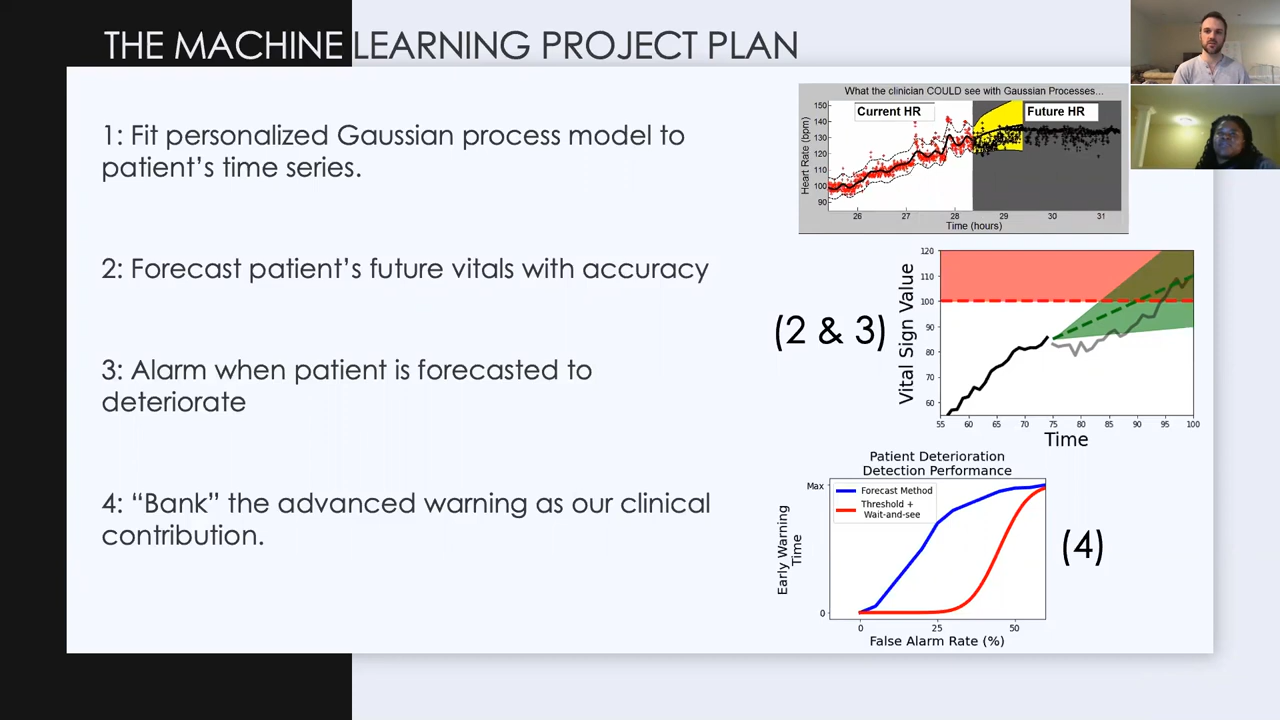 THE MACHINE LEARNING PROJECT PLAN
1: Fit personalized Gaussian process model to
patient's time series.
2: Forecast patient's future vitals with accuracy
3: Alarm when patient is forecasted to
deteriorate
4: “Bank” the advanced warning as our clinical
contribution.
What the clinician COULD see with Gaussian Processes...
Current HR
Future HR
Heart Rate (bpm)
150
140
130
120
110
100
90
26 27 28 29 30 31
Time (hours)
(2 & 3)
Vital Sign Value
120
110
100
90
80
70
60
55 60 65 70 75 80 85 90 95 100
Time
Patient Deterioration
Detection Performance
Early Warning
Time
Max
0
Forecast Method
Threshold +
Wait-and-see
0 25 50
False Alarm Rate (%)
(4)